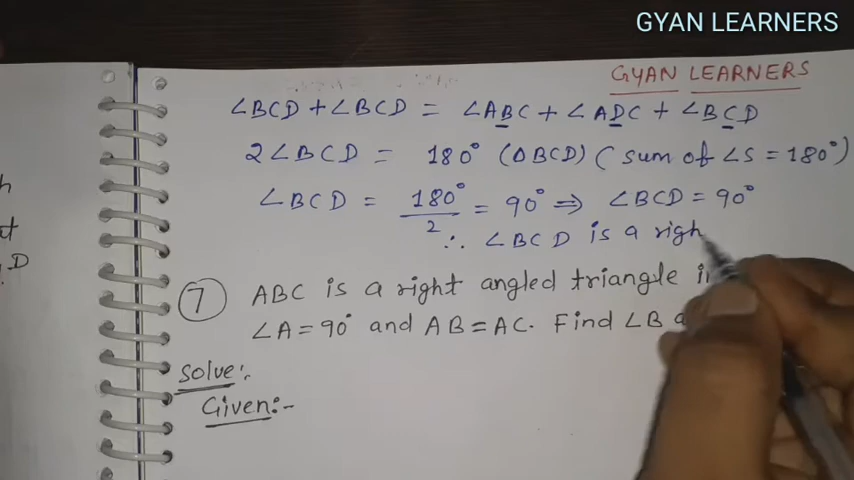 GYAN LEARNERS
GYAN LEARNERS
∠BCD + ∠BCD = ∠ABC + ∠ADC + ∠BCD
2∠BCD = 180° (ΔBCD) (sum of ∠S = 180°)
∠BCD = 180°/2 = 90° ⇒ ∠BCD = 90°
∴ ∠BCD is a righ
7 ABC is a right angled triangle i
∠A = 90° and AB = AC. Find ∠B a
Solve:
Given:-
D